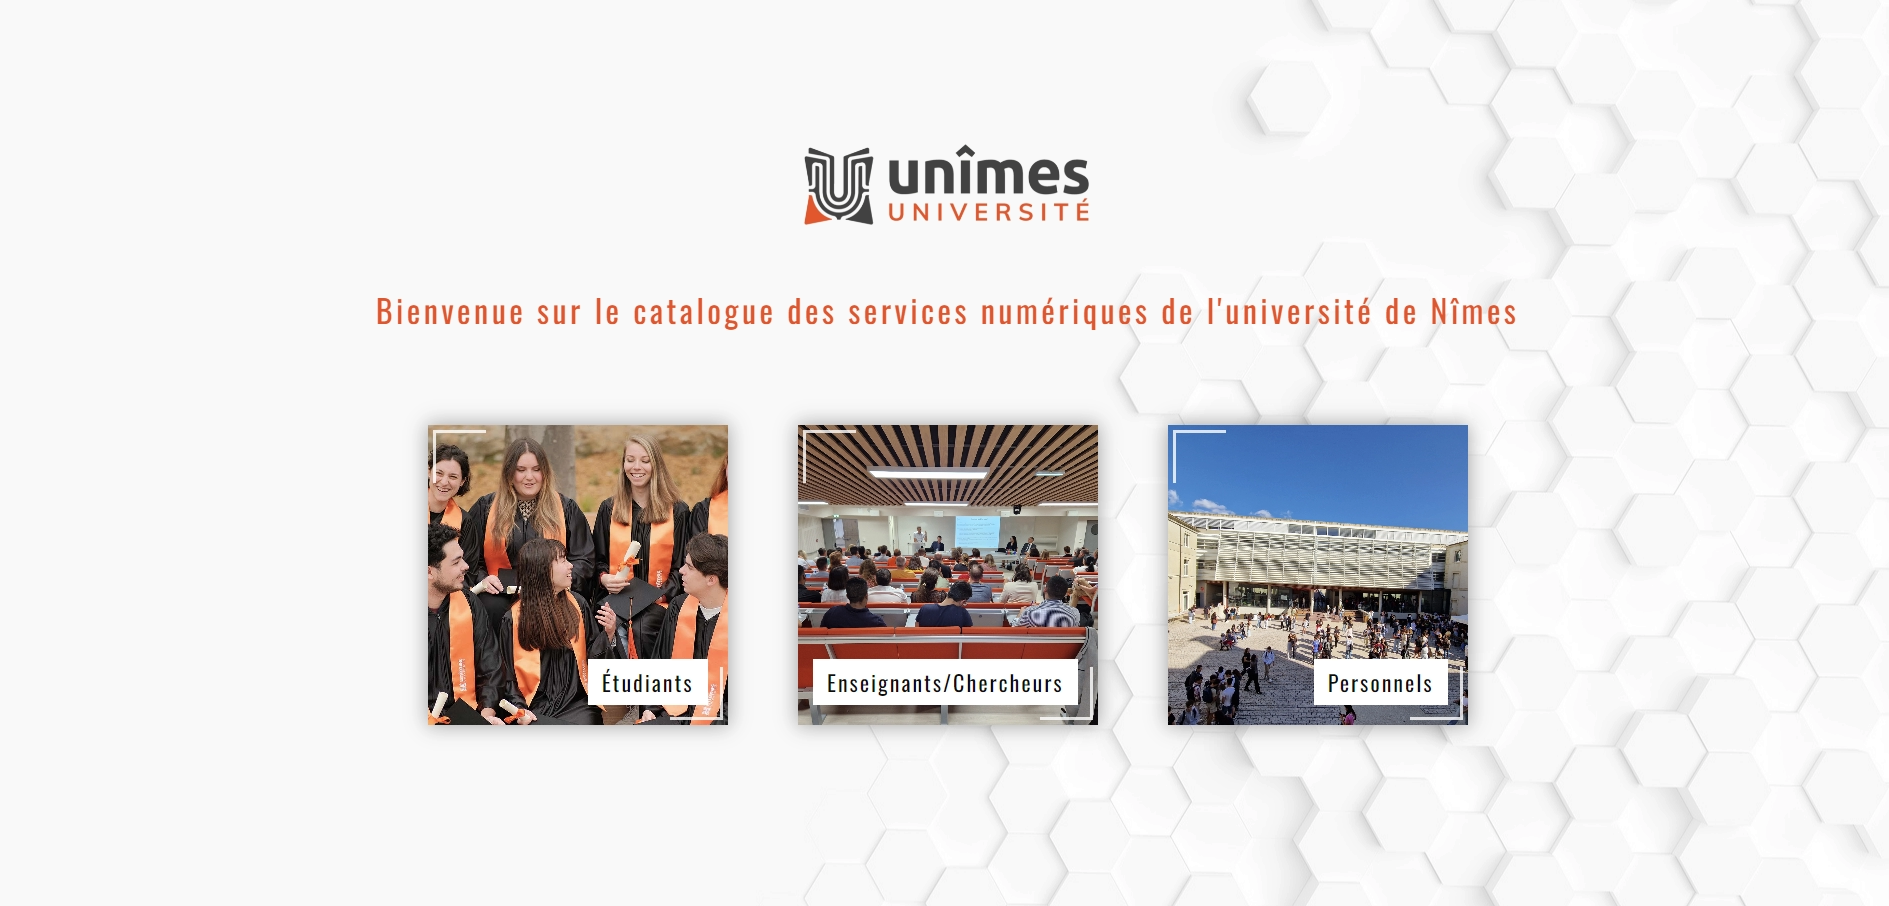 unîmes
UNIVERSITÉ
Bienvenue sur le catalogue des services numériques de l'université de Nîmes
Étudiants
Enseignants/Chercheurs
Personnels